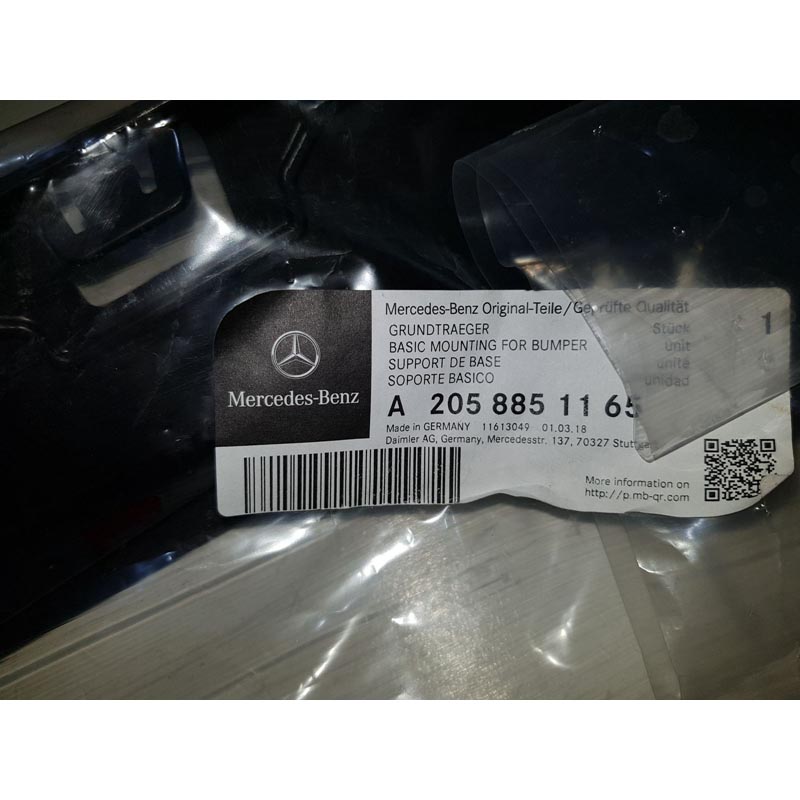 Mercedes-Benz Original-Teile/Geprüfte Qualität
GRUNDTRAEGER Stück 1
BASIC MOUNTING FOR BUMPER unit
SUPPORT DE BASE unité
SOPORTE BASICO unidad
Mercedes-Benz
A 205 885 11 65
Made in GERMANY 11613049 01.03.18
Daimler AG, Germany, Mercedesstr. 137, 70327
More information on
http://p.mb-qr.com